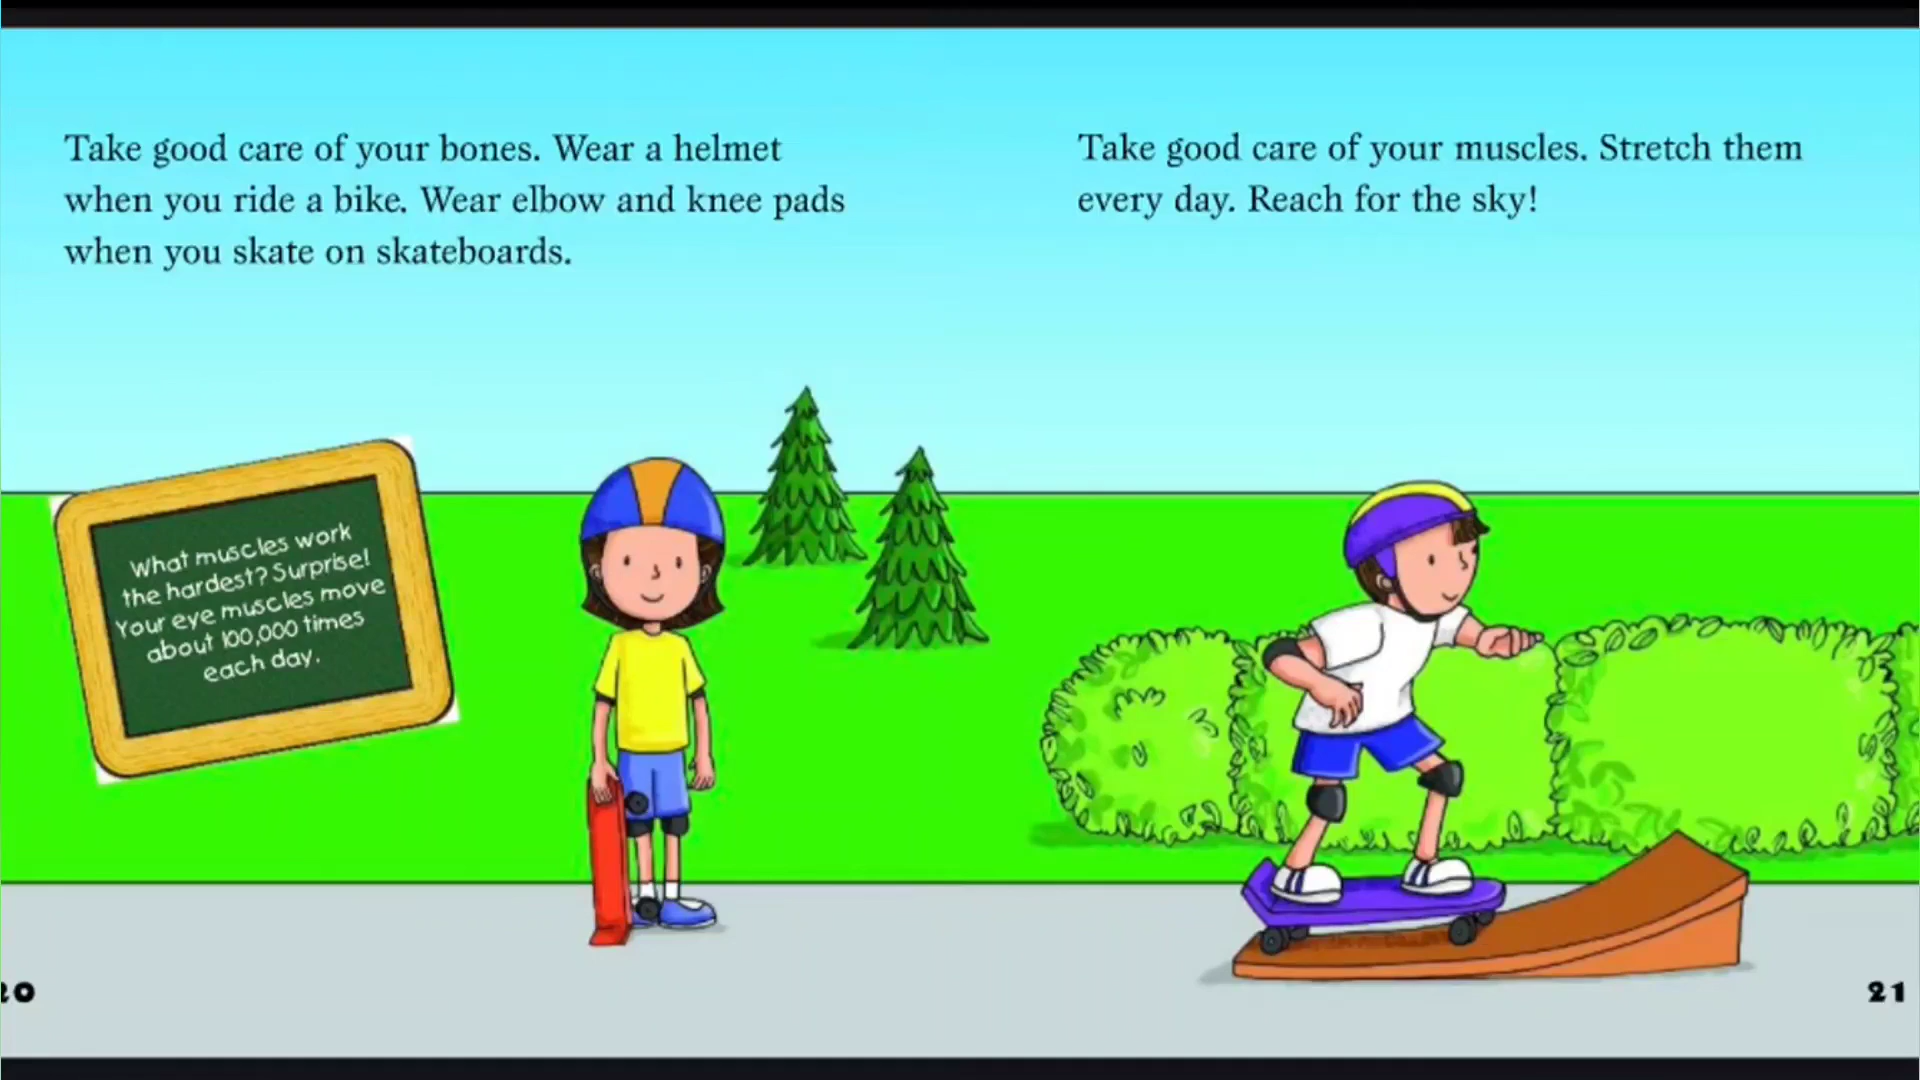 Take good care of your bones. Wear a helmet
when you ride a bike. Wear elbow and knee pads
when you skate on skateboards.
What muscles work
the hardest? Surprise!
Your eye muscles move
about 100,000 times
each day.
20
Take good care of your muscles. Stretch them
every day. Reach for the sky!
21